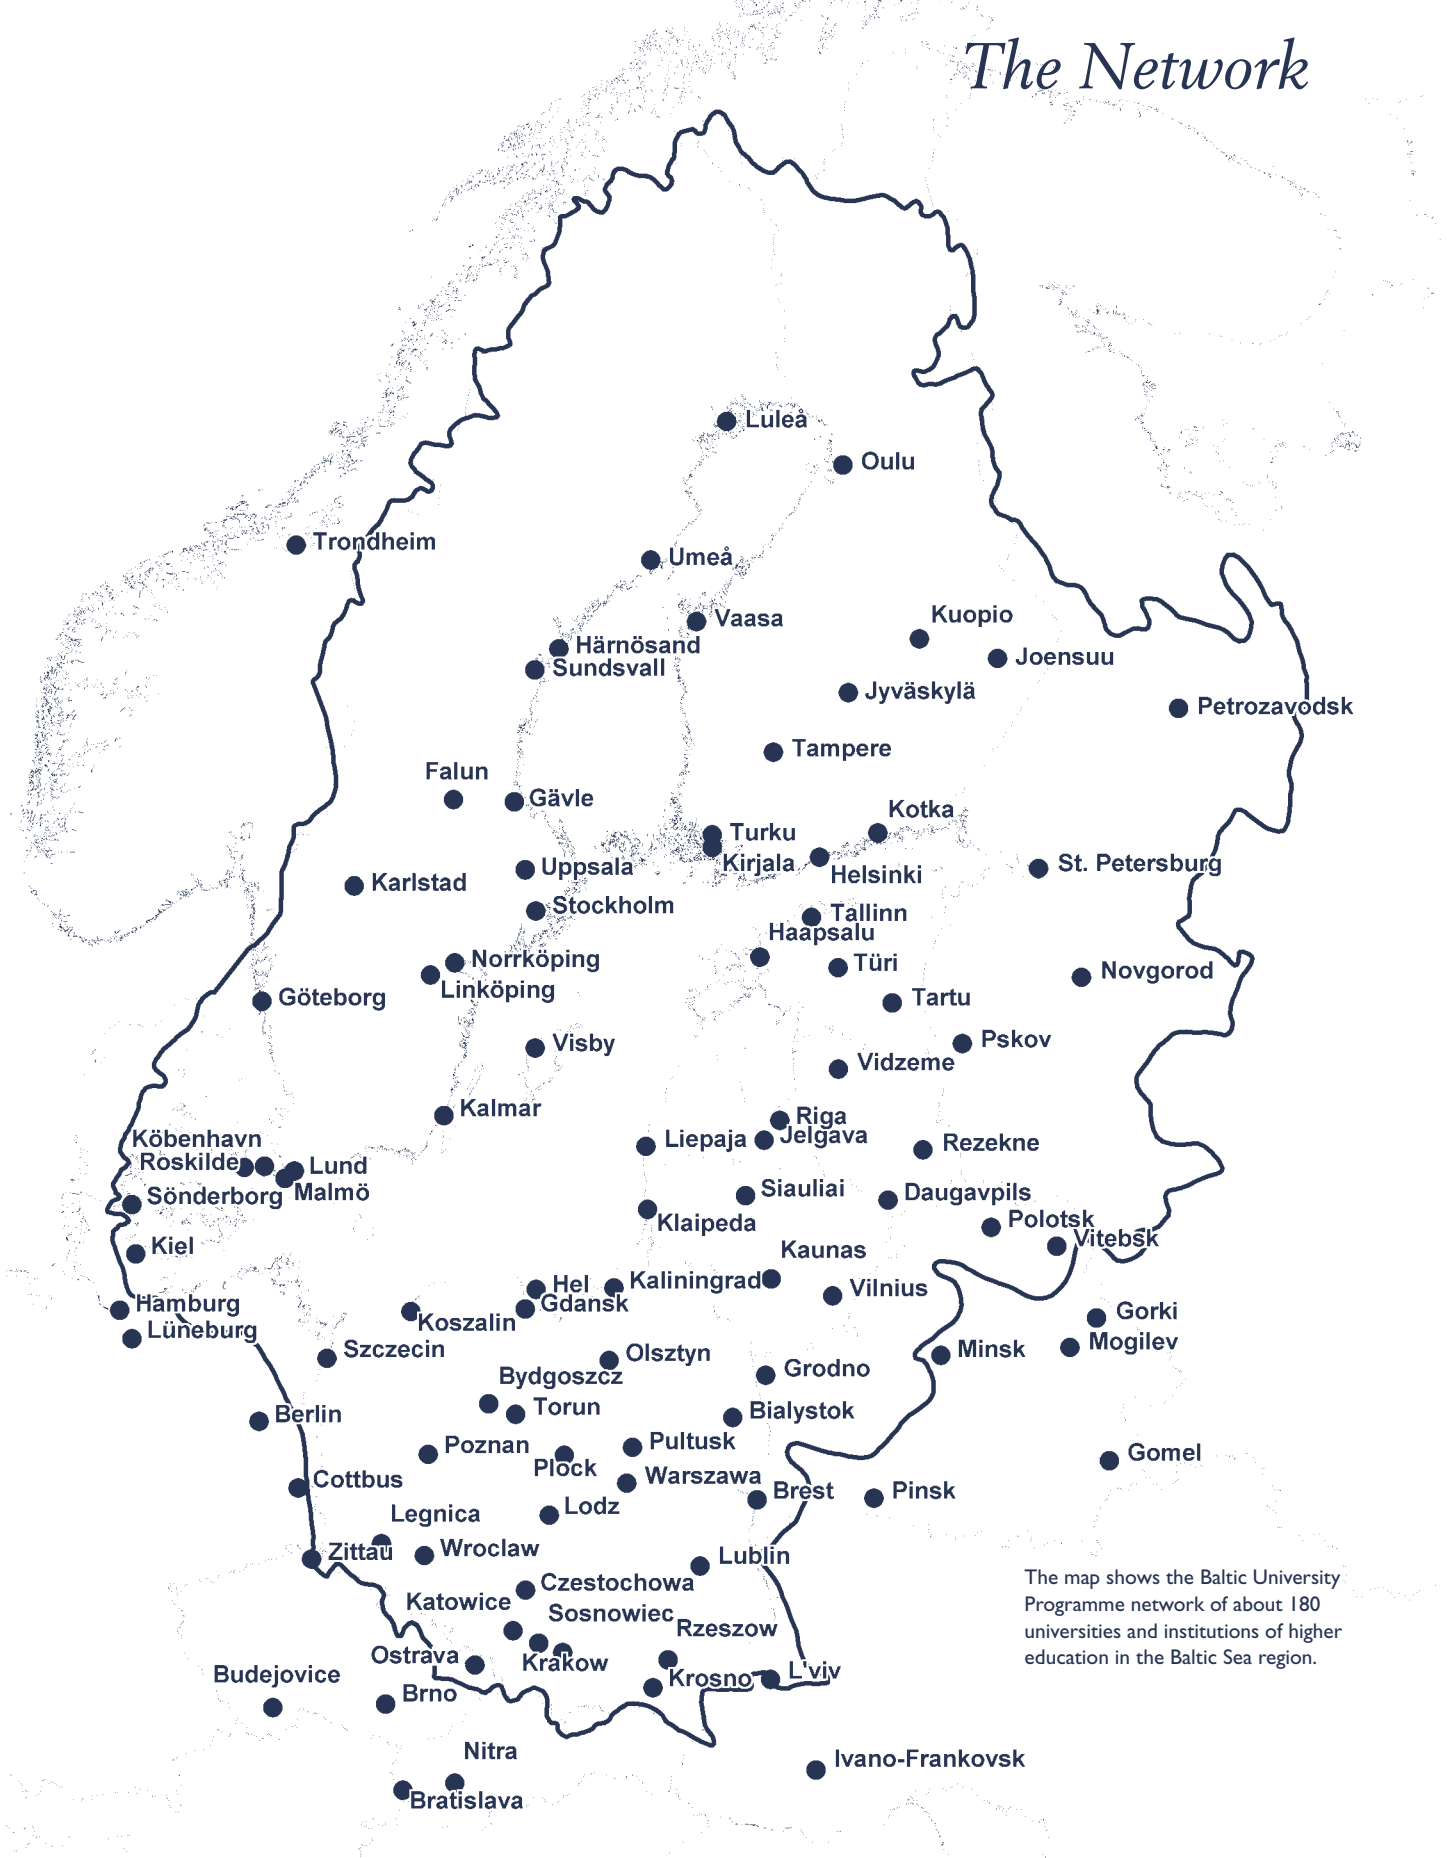 The Network
Luleå
Oulu
Trondheim
Umeå
Kuopio
Vaasa
Härnösand
Joensuu
Sundsvall
Jyväskylä
Petrozavodsk
Tampere
Falun
Gävle
Kotka
Turku
Kirjala
Helsinki
St. Petersburg
Uppsala
Karlstad
Stockholm
Tallinn
Haapsalu
Norrköping
Türi
Novgorod
Linköping
Göteborg
Tartu
Visby
Pskov
Vidzeme
Kalmar
Riga
Köbenhavn
Liepaja
Jelgava
Rezekne
Roskilde
Lund
Malmö
Sönderborg
Siauliai
Daugavpils
Klaipeda
Polotsk
Vitebsk
Kiel
Kaunas
Hel
Kaliningrad
Vilnius
Hamburg
Gdansk
Gorki
Koszalin
Lüneburg
Mogilev
Szczecin
Olsztyn
Minsk
Bydgoszcz
Grodno
Torun
Bialystok
Berlin
Poznan
Pultusk
Gomel
Plock
Warszawa
Cottbus
Brest
Pinsk
Legnica
Lodz
Zittau
Wroclaw
Lublin
Czestochowa
The map shows the Baltic University
Programme network of about 180
universities and institutions of higher
education in the Baltic Sea region.
Katowice
Sosnowiec
Rzeszow
Ostrava
Krakow
Krosno
L'viv
Budejovice
Brno
Nitra
Ivano-Frankovsk
Bratislava